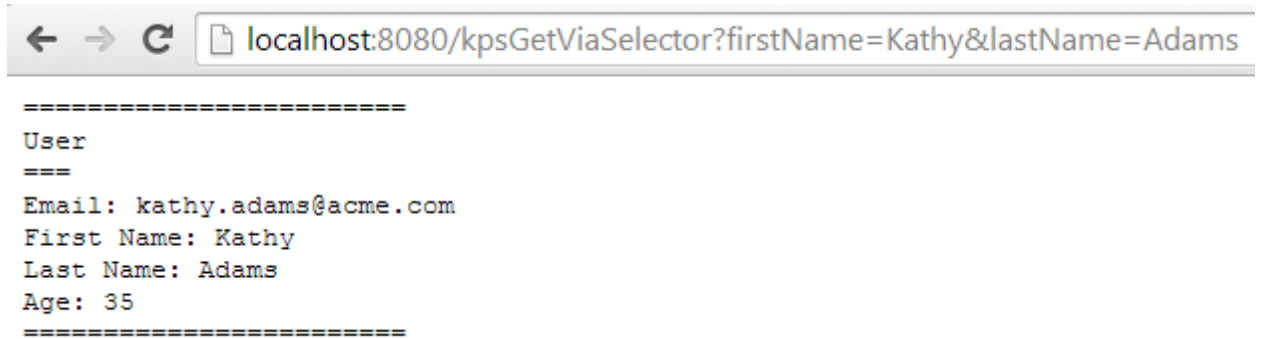 localhost:8080/kpsGetViaSelector?firstName=Kathy&lastName=Adams
========================
User
===
Email: kathy.adams@acme.com
First Name: Kathy
Last Name: Adams
Age: 35
========================